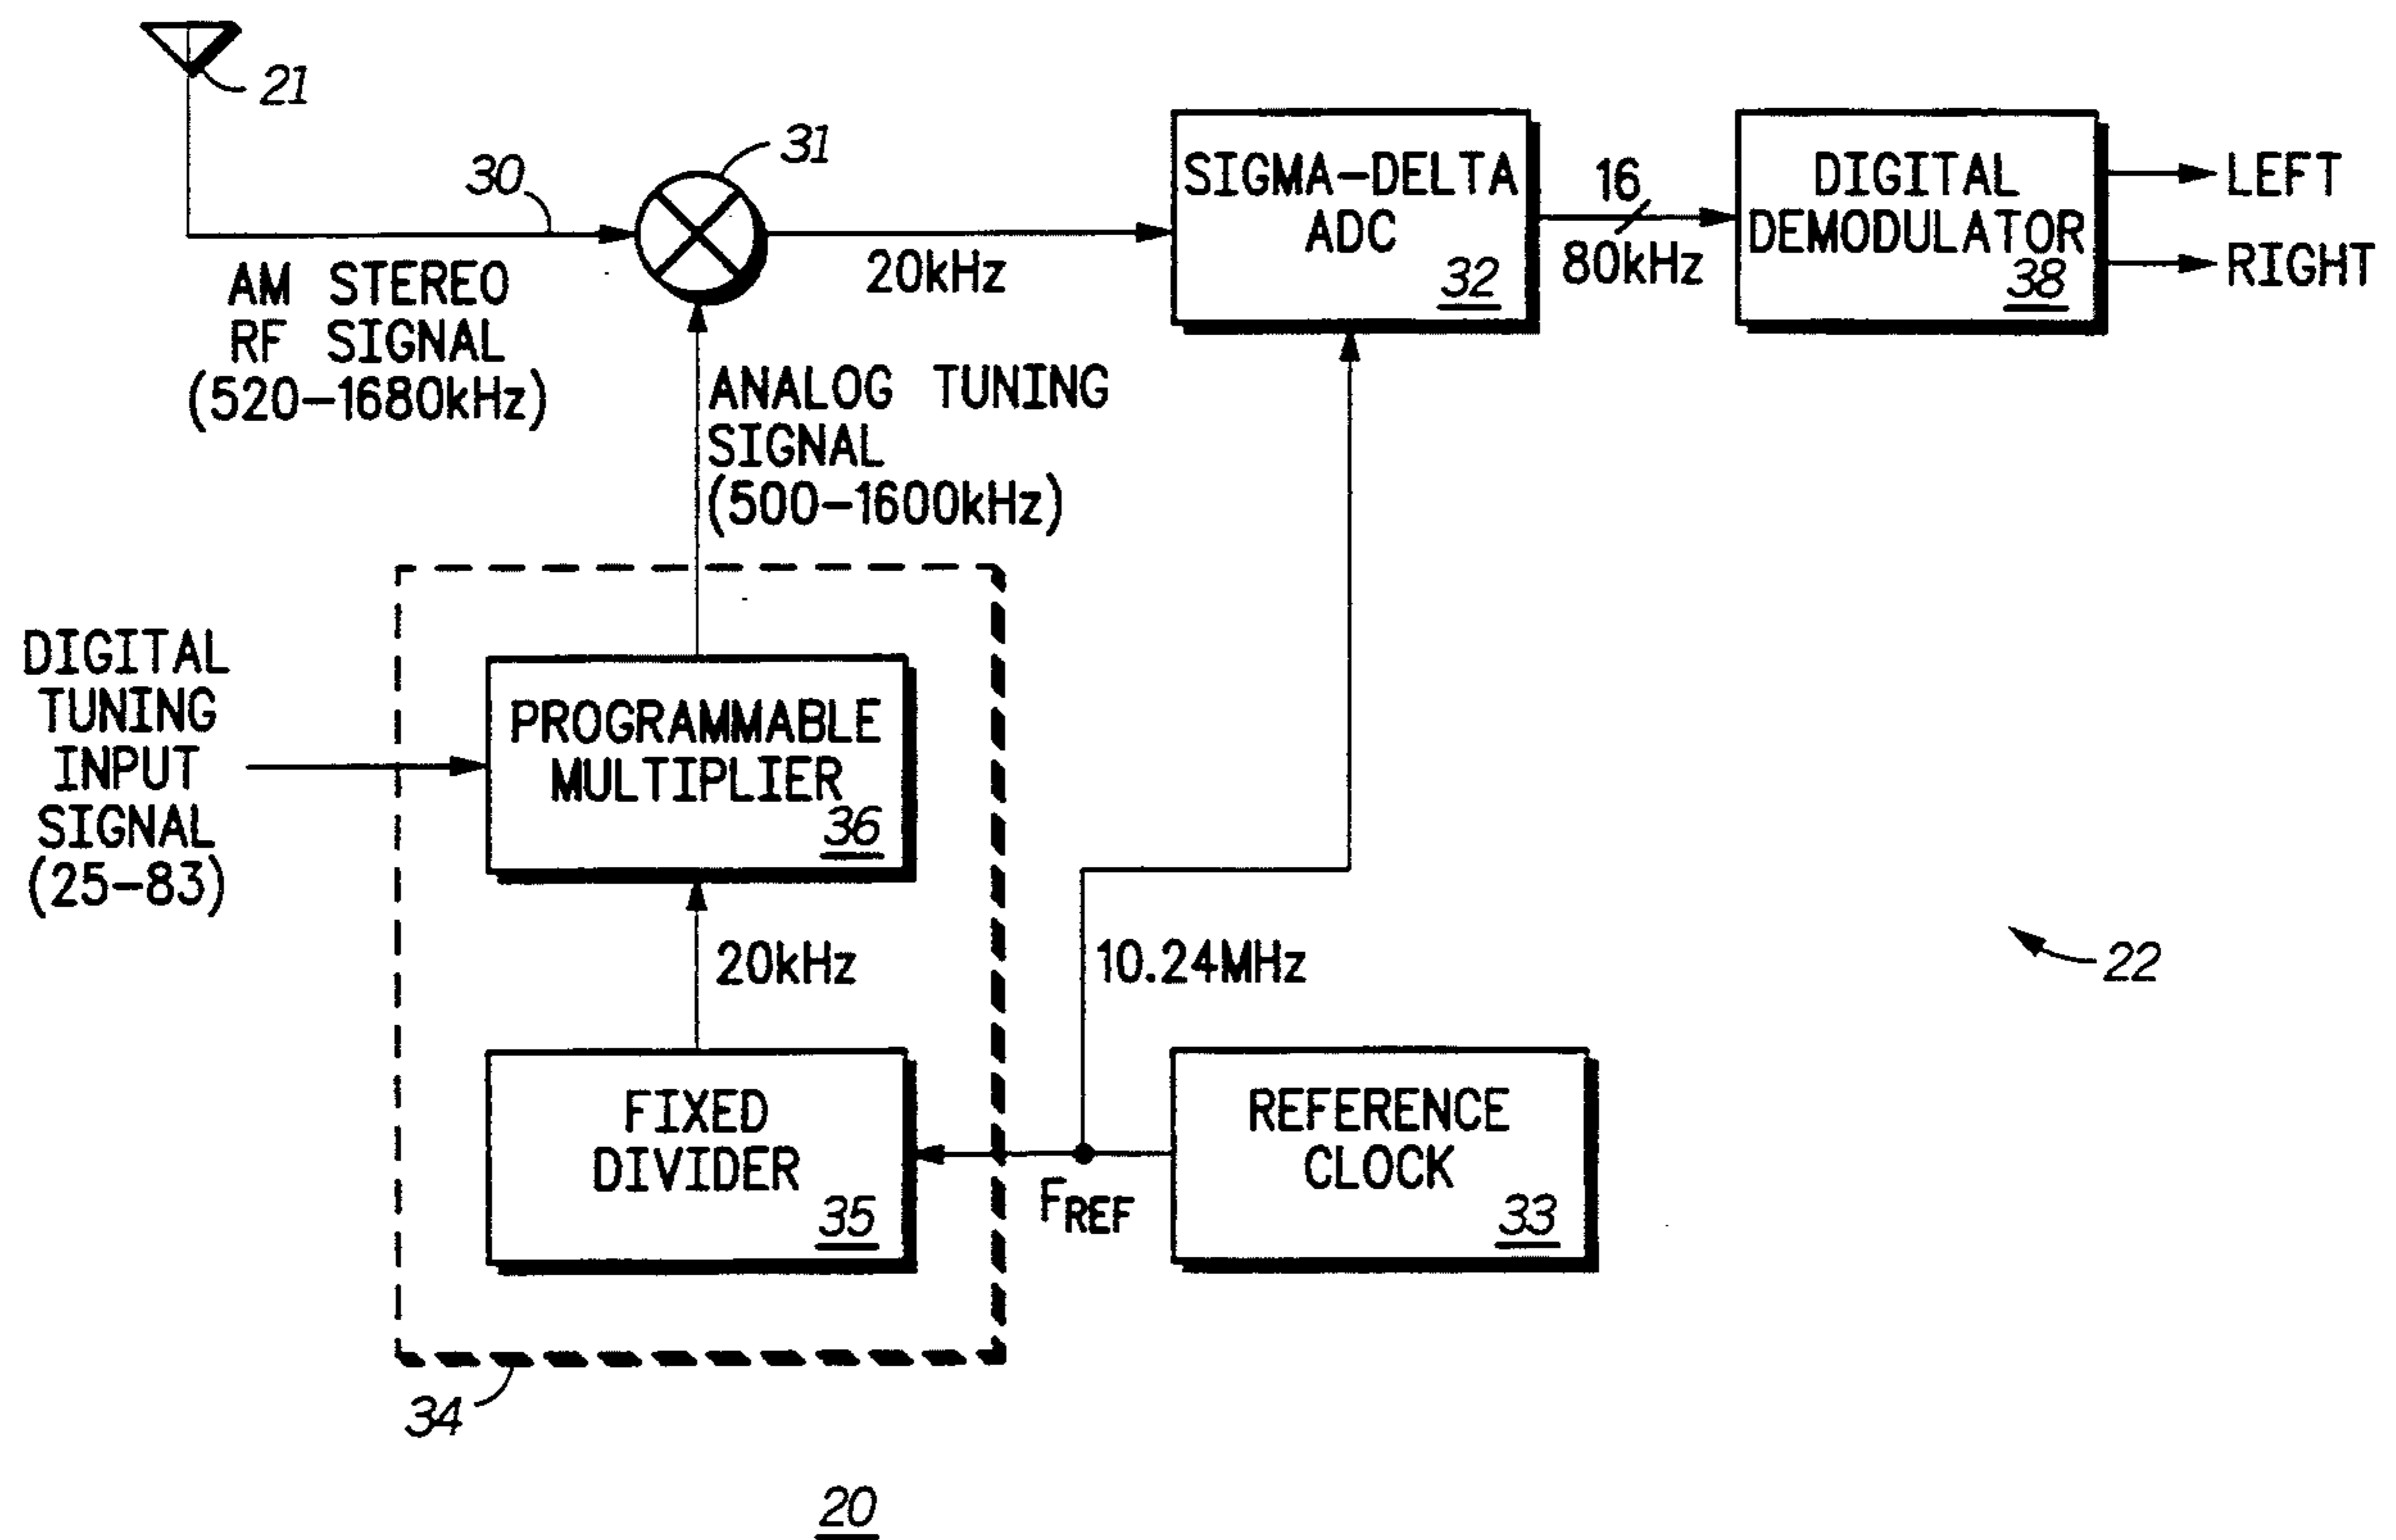 21
30
31
AM STEREO
RF SIGNAL
(520-1680kHz)
20kHz
SIGMA-DELTA
ADC
32
16
80kHz
DIGITAL
DEMODULATOR
38
LEFT
RIGHT
ANALOG TUNING
SIGNAL
(500-1600kHz)
DIGITAL
TUNING
INPUT
SIGNAL
(25-83)
PROGRAMMABLE
MULTIPLIER
36
20kHz
10.24MHz
22
FIXED
DIVIDER
35
FREF
REFERENCE
CLOCK
33
34
20